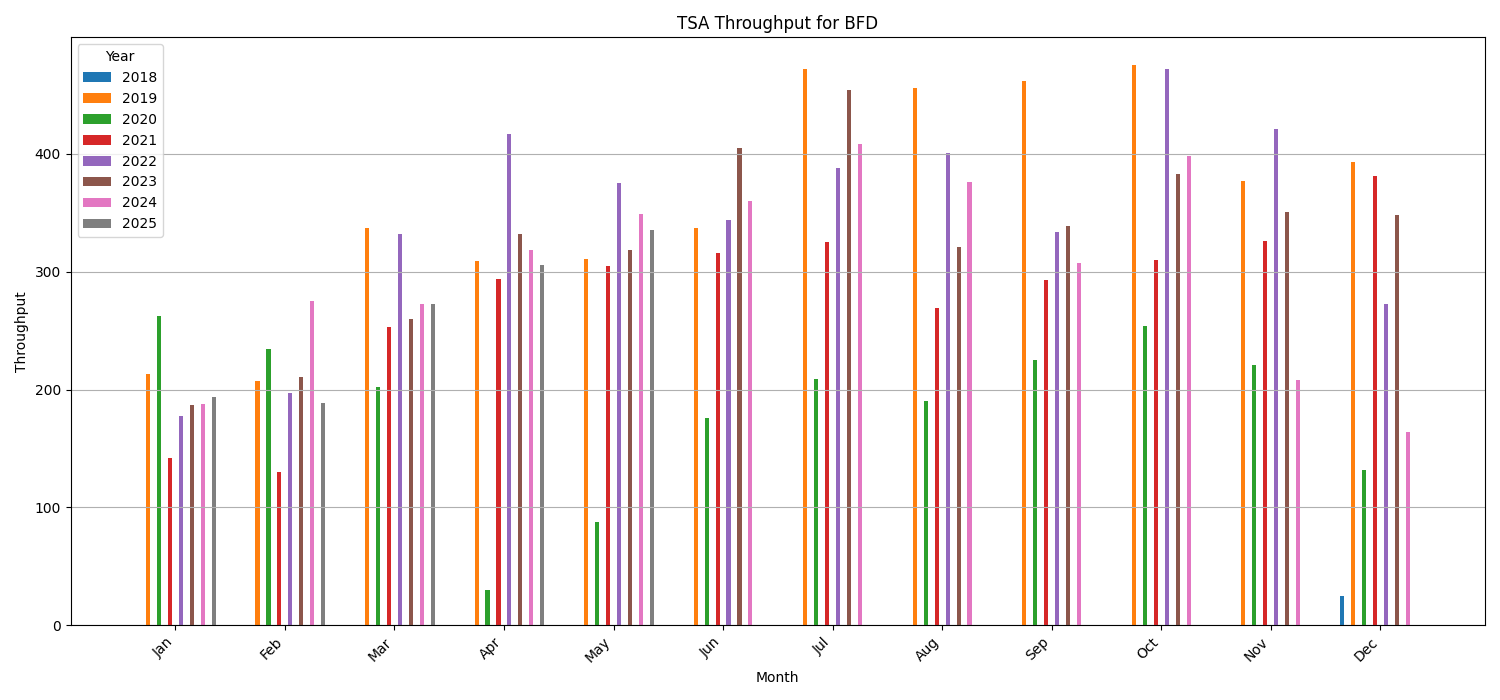 TSA Throughput for BFD
Year
2018
2019
2020
2021
2022
2023
2024
2025
Throughput
400
300
200
100
0
Jan
Feb
Mar
Apr
May
Jun
Jul
Aug
Sep
Oct
Nov
Dec
Month